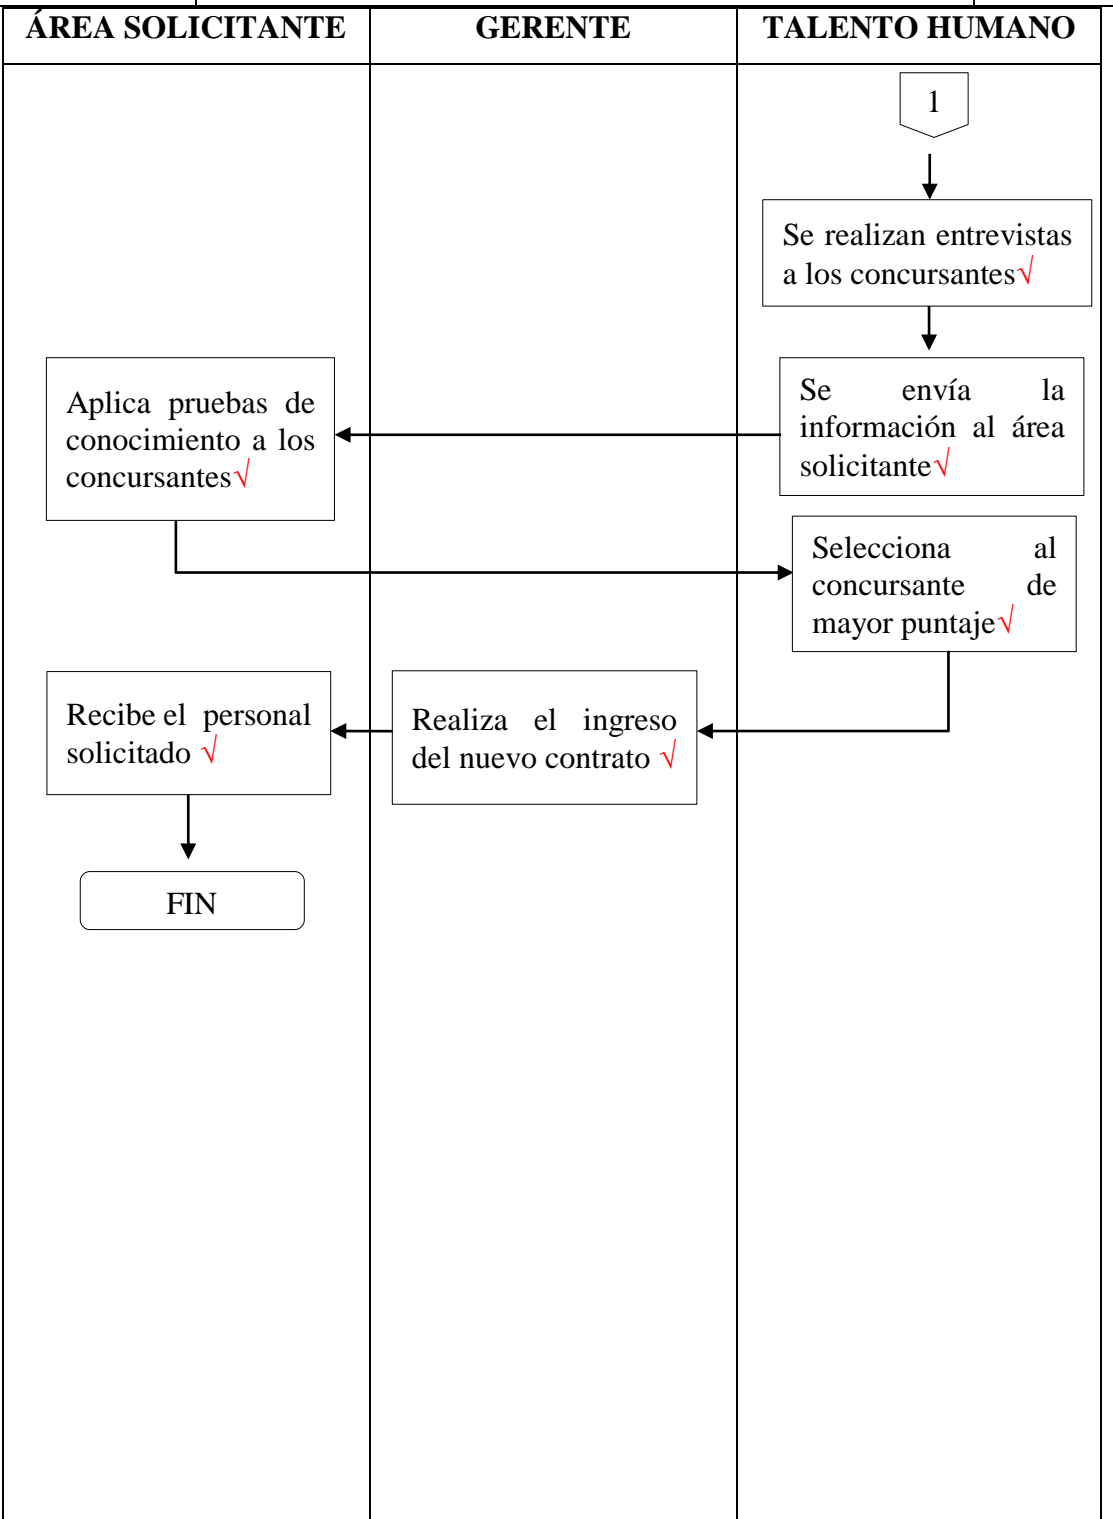 ÁREA SOLICITANTE
GERENTE
TALENTO HUMANO
1
Se realizan entrevistas
a los concursantes√
Se envía la
información al área
solicitante√
Aplica pruebas de
conocimiento a los
concursantes√
Selecciona al
concursante de
mayor puntaje√
Realiza el ingreso
del nuevo contrato √
Recibe el personal
solicitado √
FIN